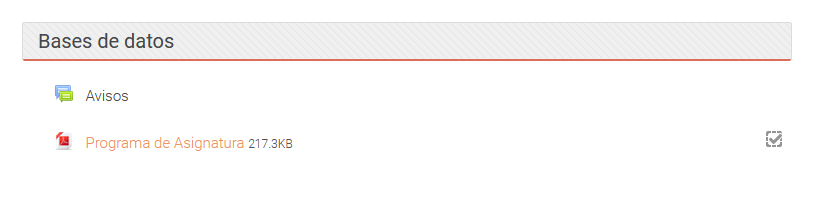 Bases de datos
Avisos
Programa de Asignatura 217.3KB